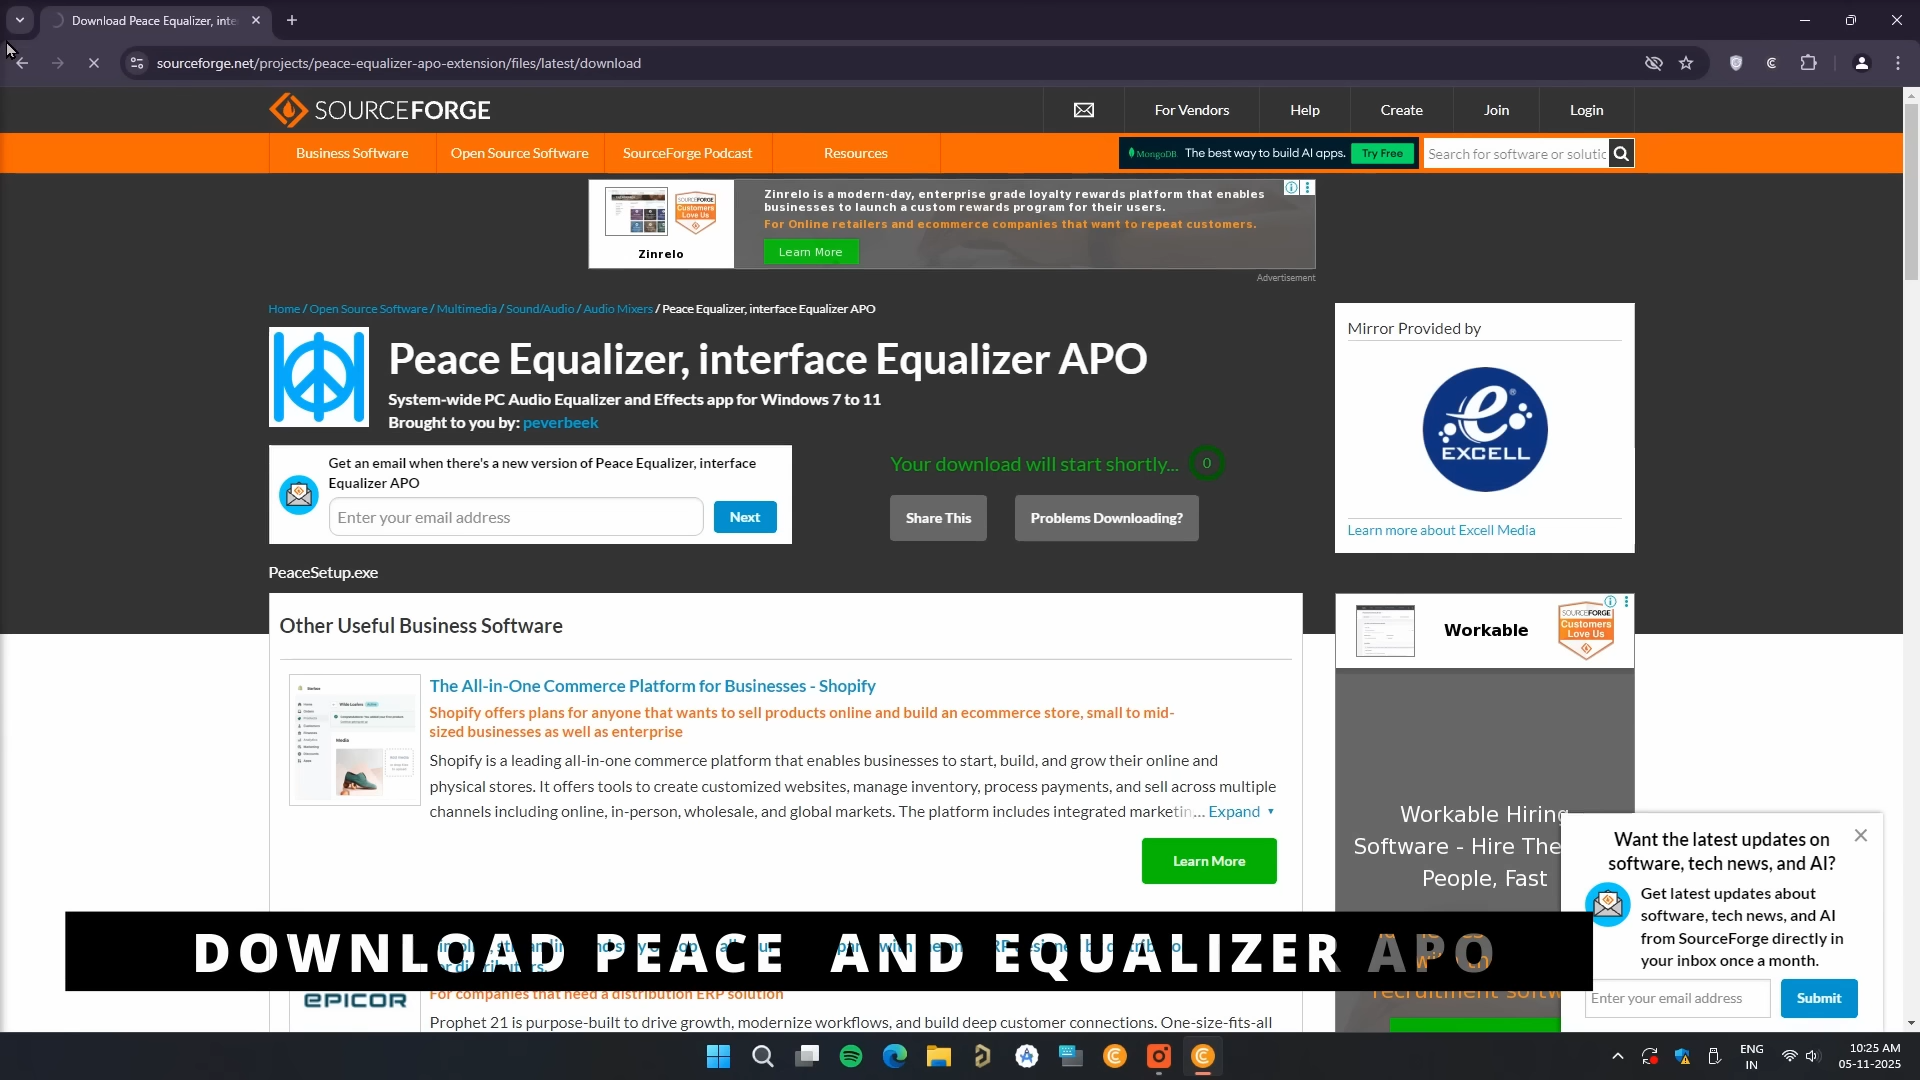 Download Peace Equalizer, inte
sourceforge.net/projects/peace-equalizer-apo-extension/files/latest/download
SOURCEFORGE
For Vendors
Help
Create
Join
Login
Business Software
Open Source Software
SourceForge Podcast
Resources
MongoDB. The best way to build AI apps. Try Free
Search for software or solutic
Zinrelo is a modern-day, enterprise grade loyalty rewards platform that enables
businesses to launch a custom rewards program for their users.
For Online retailers and ecommerce companies that want to repeat customers.
SOURCEFORGE
Customers
Love Us
Zinrelo
Learn More
Advertisement
Home / Open Source Software / Multimedia / Sound/Audio / Audio Mixers / Peace Equalizer, interface Equalizer APO
Peace Equalizer, interface Equalizer APO
System-wide PC Audio Equalizer and Effects app for Windows 7 to 11
Brought to you by: peverbeek
Mirror Provided by
e
EXCELL
Learn more about Excell Media
Get an email when there's a new version of Peace Equalizer, interface
Equalizer APO
Enter your email address
Next
Your download will start shortly... 0
Share This
Problems Downloading?
PeaceSetup.exe
Other Useful Business Software
The All-in-One Commerce Platform for Businesses - Shopify
Shopify offers plans for anyone that wants to sell products online and build an ecommerce store, small to mid-
sized businesses as well as enterprise
Shopify is a leading all-in-one commerce platform that enables businesses to start, build, and grow their online and
physical stores. It offers tools to create customized websites, manage inventory, process payments, and sell across multiple
channels including online, in-person, wholesale, and global markets. The platform includes integrated marketin... Expand
Learn More
Workable
SOURCEFORGE
Customers
Love Us
Workable Hiring
Software - Hire The
People, Fast
Want the latest updates on
software, tech news, and AI?
Get latest updates about
software, tech news, and AI
from SourceForge directly in
your inbox once a month.
Enter your email address
Submit
DOWNLOAD PEACE AND EQUALIZER APO
EPICOR
For companies that need a distribution ERP solution
Prophet 21 is purpose-built to drive growth, modernize workflows, and build deep customer connections. One-size-fits-all
ENG
IN
10:25 AM
05-11-2025